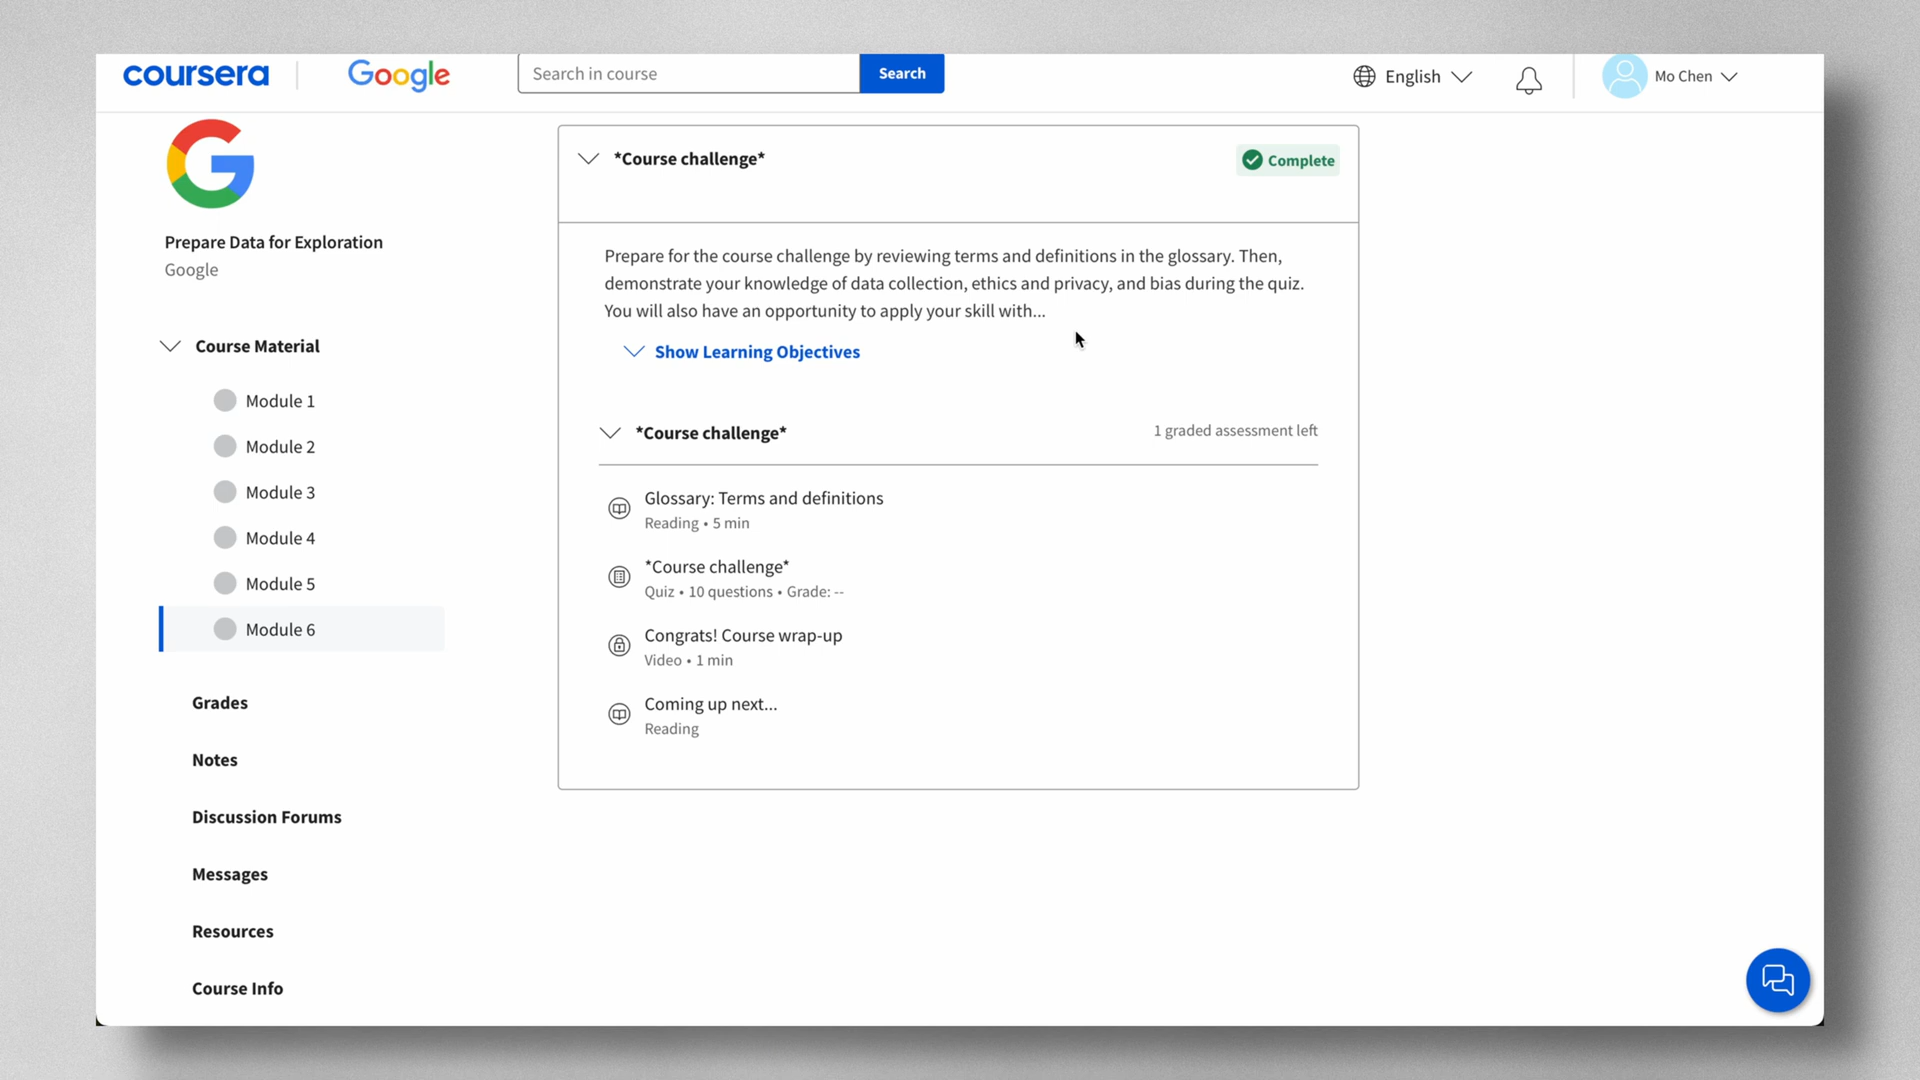 coursera
Google
Search in course
Search
English
Mo Chen
Prepare Data for Exploration
Google
Course Material
Module 1
Module 2
Module 3
Module 4
Module 5
Module 6
Grades
Notes
Discussion Forums
Messages
Resources
Course Info
*Course challenge*
Complete
Prepare for the course challenge by reviewing terms and definitions in the glossary. Then,
demonstrate your knowledge of data collection, ethics and privacy, and bias during the quiz.
You will also have an opportunity to apply your skill with...
Show Learning Objectives
*Course challenge*
1 graded assessment left
Glossary: Terms and definitions
Reading • 5 min
*Course challenge*
Quiz • 10 questions • Grade: --
Congrats! Course wrap-up
Video • 1 min
Coming up next...
Reading